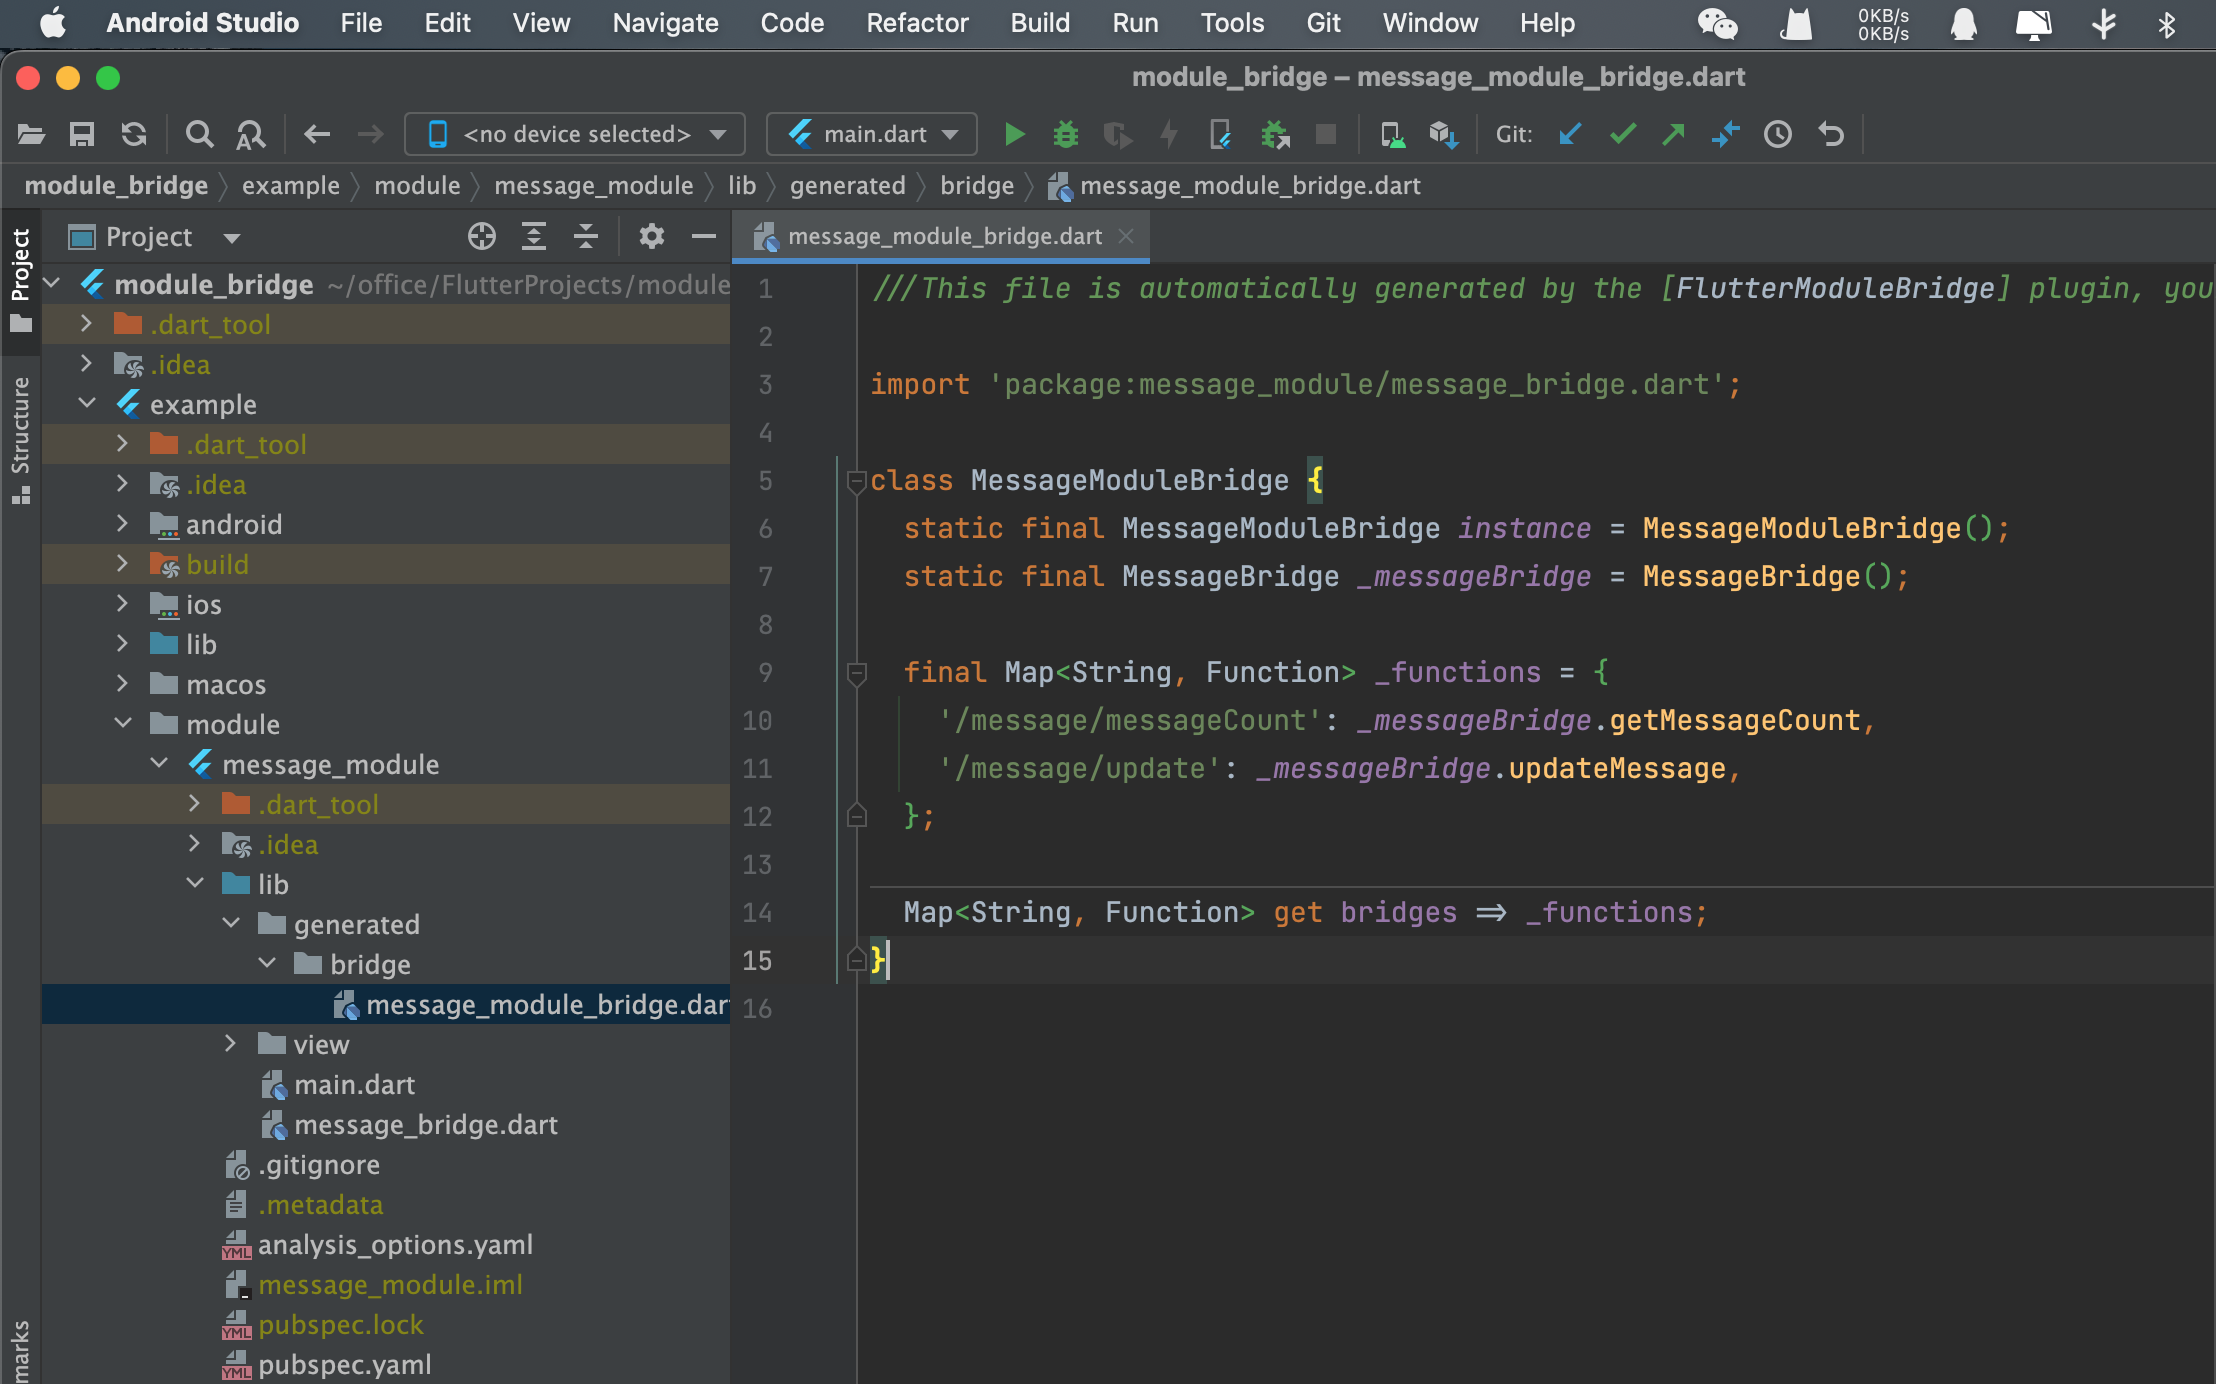 Android Studio File Edit View Navigate Code Refactor Build Run Tools Git Window Help 0KB/s
0KB/s
module_bridge – message_module_bridge.dart
<no device selected> main.dart Git:
module_bridge example module message_module lib generated bridge message_module_bridge.dart
Project
Structure
marks
Project
module_bridge ~/office/FlutterProjects/module
.dart_tool
.idea
example
.dart_tool
.idea
android
build
ios
lib
macos
module
message_module
.dart_tool
.idea
lib
generated
bridge
message_module_bridge.dar
view
main.dart
message_bridge.dart
.gitignore
.metadata
YML analysis_options.yaml
message_module.iml
YML pubspec.lock
YML pubspec.yaml
message_module_bridge.dart
1 ///This file is automatically generated by the [FlutterModuleBridge] plugin, you
2
3 import 'package:message_module/message_bridge.dart';
4
5 class MessageModuleBridge {
6 static final MessageModuleBridge instance = MessageModuleBridge();
7 static final MessageBridge _messageBridge = MessageBridge();
8
9 final Map<String, Function> _functions = {
10 '/message/messageCount': _messageBridge.getMessageCount,
11 '/message/update': _messageBridge.updateMessage,
12 };
13
14 Map<String, Function> get bridges => _functions;
15 }
16